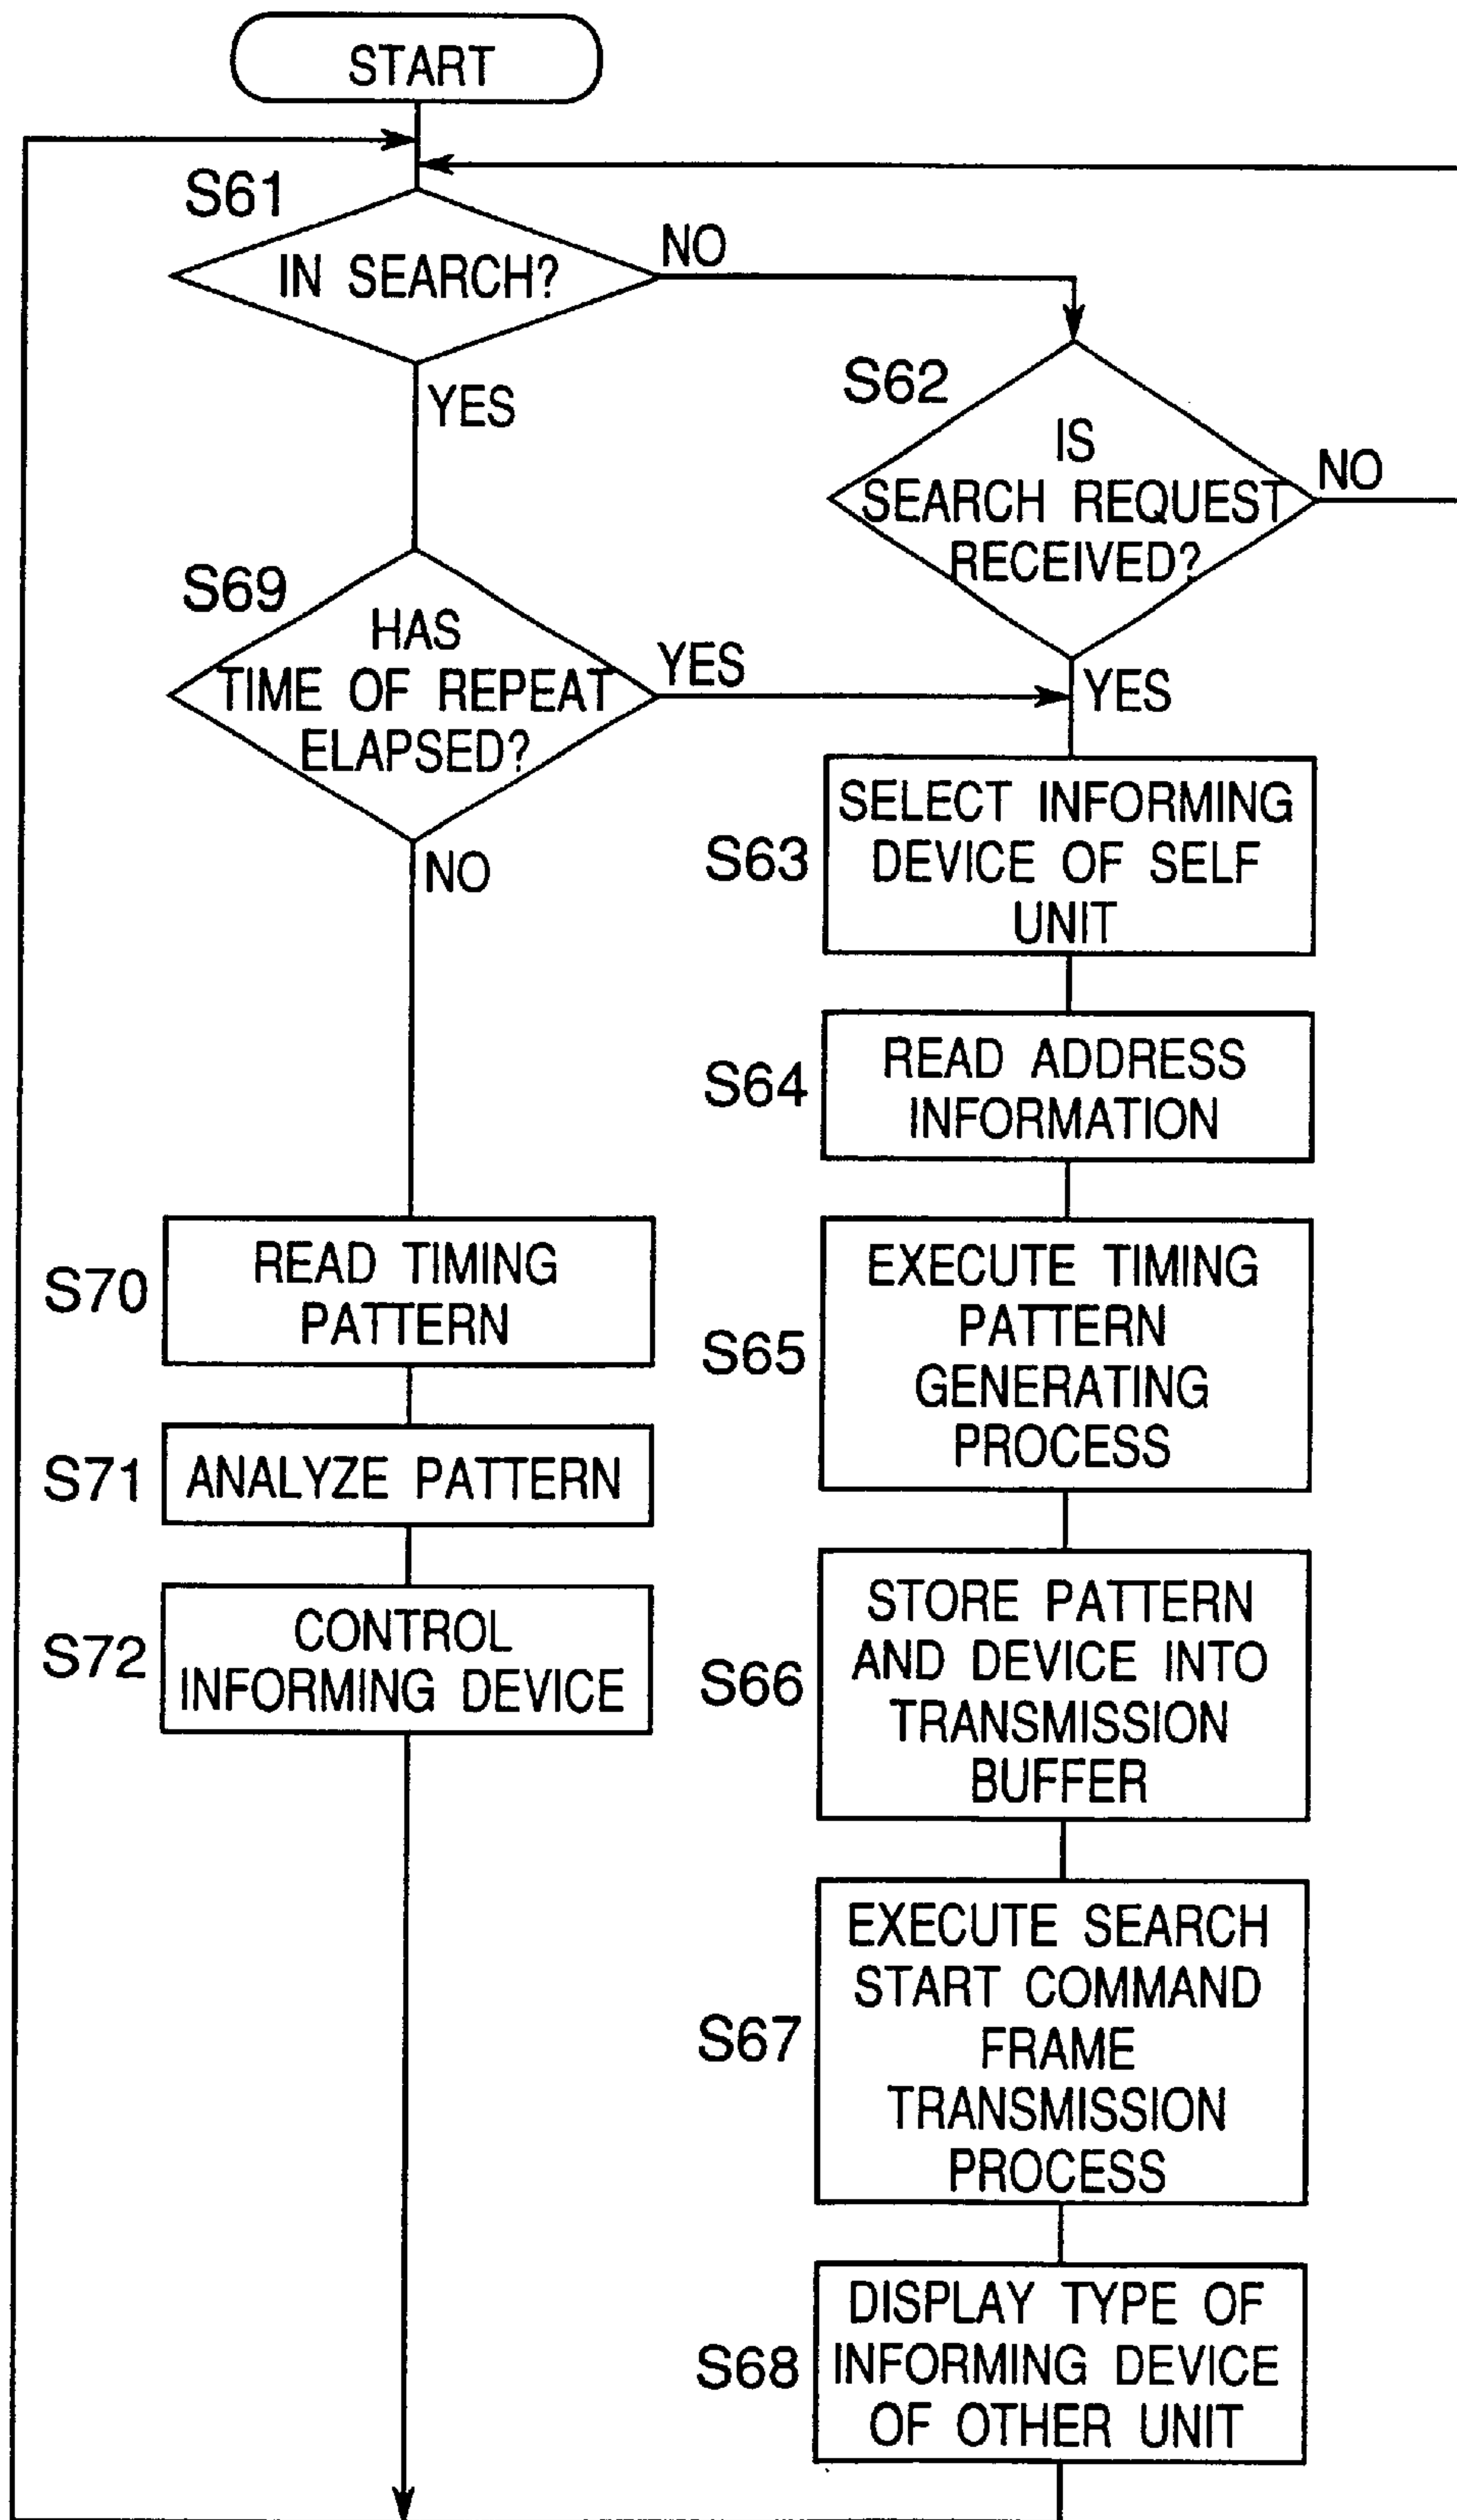 START
S61
IN SEARCH?
NO
YES
S62
IS
SEARCH REQUEST
RECEIVED?
NO
YES
S69
HAS
TIME OF REPEAT
ELAPSED?
YES
NO
S63
SELECT INFORMING
DEVICE OF SELF
UNIT
S64
READ ADDRESS
INFORMATION
S65
EXECUTE TIMING
PATTERN
GENERATING
PROCESS
S66
STORE PATTERN
AND DEVICE INTO
TRANSMISSION
BUFFER
S67
EXECUTE SEARCH
START COMMAND
FRAME
TRANSMISSION
PROCESS
S68
DISPLAY TYPE OF
INFORMING DEVICE
OF OTHER UNIT
S70
READ TIMING
PATTERN
S71
ANALYZE PATTERN
S72
CONTROL
INFORMING DEVICE